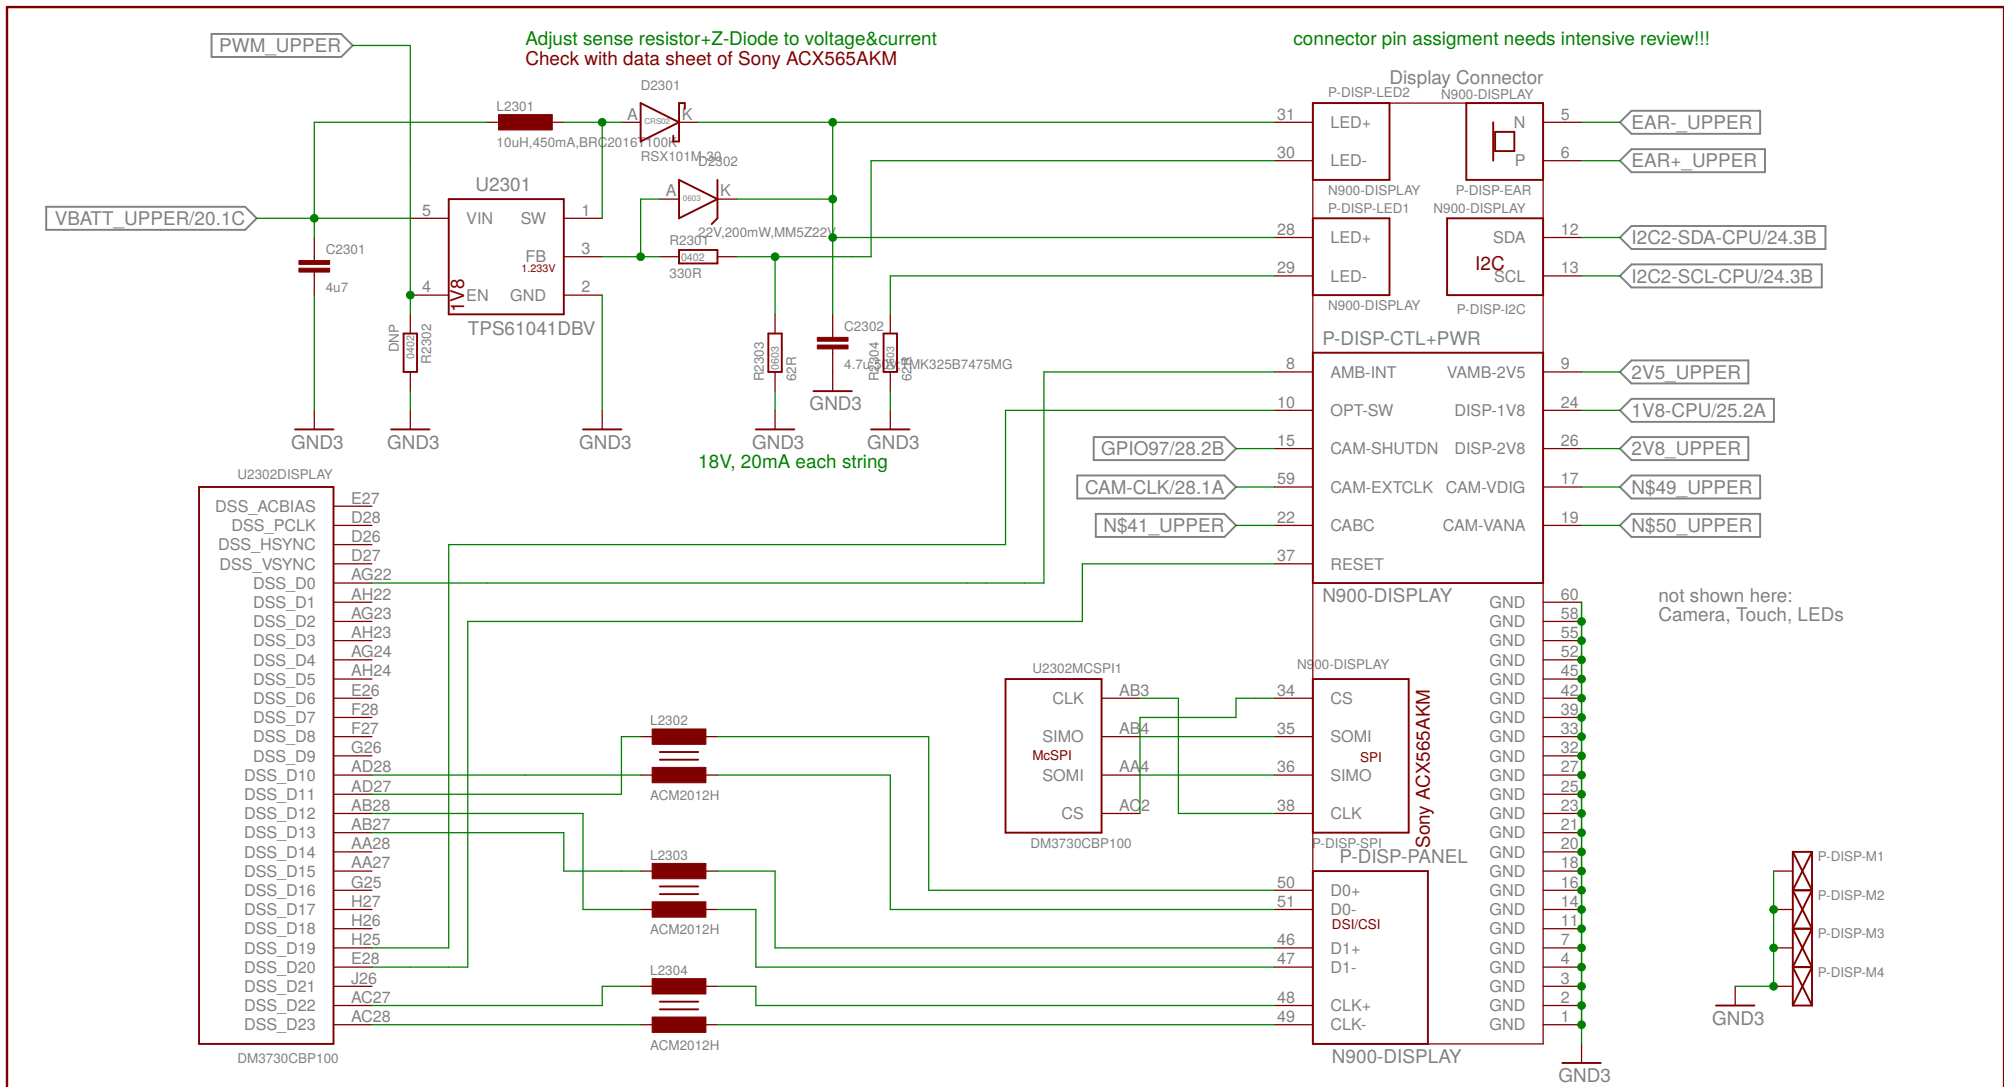 PWM_UPPER
Adjust sense resistor+Z-Diode to voltage&current
Check with data sheet of Sony ACX565AKM
connector pin assigment needs intensive review!!!
VBATT_UPPER/20.1C
L2301
10uH,450mA,BRC2016T100K
D2301
A
K
CRS02
RSX101M-30
D2302
A
K
0603
22V,200mW,MM5Z22V
U2301
5
VIN
SW
1
FB
1.233V
3
4
EN
1V8
GND
2
TPS61041DBV
C2301
4u7
R2301
0402
330R
DNP
0402
R2302
R2303
0603
62R
C2302
R2304
0603
62R
GND3
GND3
GND3
GND3
GND3
GND3
18V, 20mA each string
Display Connector
P-DISP-LED2
N900-DISPLAY
31
LED+
30
LED-
N
5
EAR-_UPPER
P
6
EAR+_UPPER
N900-DISPLAY
P-DISP-EAR
P-DISP-LED1
N900-DISPLAY
28
LED+
29
LED-
SDA
12
I2C2-SDA-CPU/24.3B
I2C
SCL
13
I2C2-SCL-CPU/24.3B
N900-DISPLAY
P-DISP-I2C
P-DISP-CTL+PWR
8
AMB-INT
VAMB-2V5
9
2V5_UPPER
10
OPT-SW
DISP-1V8
24
1V8-CPU/25.2A
GPIO97/28.2B
15
CAM-SHUTDN
DISP-2V8
26
2V8_UPPER
CAM-CLK/28.1A
59
CAM-EXTCLK
CAM-VDIG
17
N$49_UPPER
N$41_UPPER
22
CABC
CAM-VANA
19
N$50_UPPER
37
RESET
N900-DISPLAY
not shown here:
Camera, Touch, LEDs
U2302DISPLAY
DSS_ACBIAS E27
DSS_PCLK D28
DSS_HSYNC D26
DSS_VSYNC D27
DSS_D0 AG22
DSS_D1 AH22
DSS_D2 AG23
DSS_D3 AH23
DSS_D4 AG24
DSS_D5 AH24
DSS_D6 E26
DSS_D7 F28
DSS_D8 F27
DSS_D9 G26
DSS_D10 AD28
DSS_D11 AD27
DSS_D12 AB28
DSS_D13 AB27
DSS_D14 AA28
DSS_D15 AA27
DSS_D16 G25
DSS_D17 H27
DSS_D18 H26
DSS_D19 H25
DSS_D20 E28
DSS_D21 J26
DSS_D22 AC27
DSS_D23 AC28
DM3730CBP100
L2302
ACM2012H
L2303
ACM2012H
L2304
ACM2012H
U2302MCSPI1
CLK AB3
SIMO AB4
McSPI
SOMI AA4
CS AC2
DM3730CBP100
N900-DISPLAY
34 CS
35 SOMI
SPI
36 SIMO
38 CLK
Sony ACX565AKM
P-DISP-SPI
P-DISP-PANEL
50 D0+
51 D0-
DSI/CSI
46 D1+
47 D1-
48 CLK+
49 CLK-
N900-DISPLAY
GND 60
GND 58
GND 55
GND 52
GND 45
GND 42
GND 39
GND 33
GND 32
GND 27
GND 25
GND 23
GND 21
GND 20
GND 18
GND 16
GND 14
GND 11
GND 7
GND 4
GND 3
GND 2
GND 1
GND3
P-DISP-M1
P-DISP-M2
P-DISP-M3
P-DISP-M4
GND3